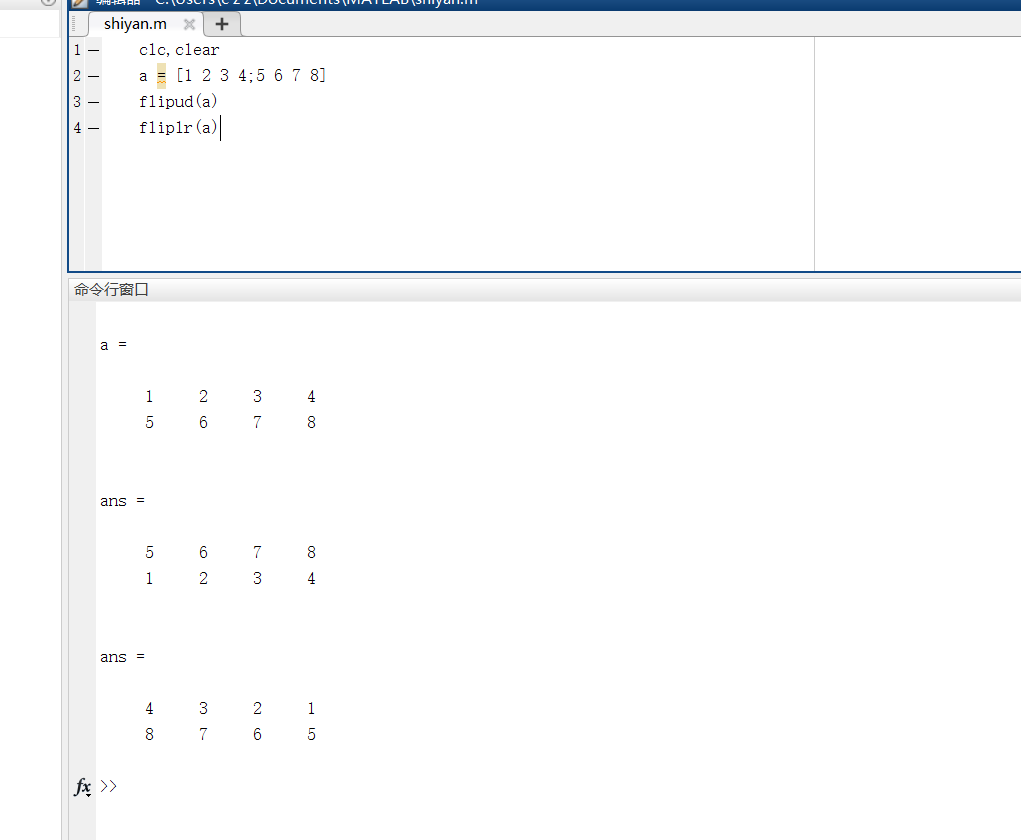 编辑器 - C:\Users\c z z\Documents\MATLAB\shiyan.m
shiyan.m
1 — clc,clear
2 — a = [1 2 3 4;5 6 7 8]
3 — flipud(a)
4 — fliplr(a)
命令行窗口
a =
1 2 3 4
5 6 7 8
ans =
5 6 7 8
1 2 3 4
ans =
4 3 2 1
8 7 6 5
fx >>